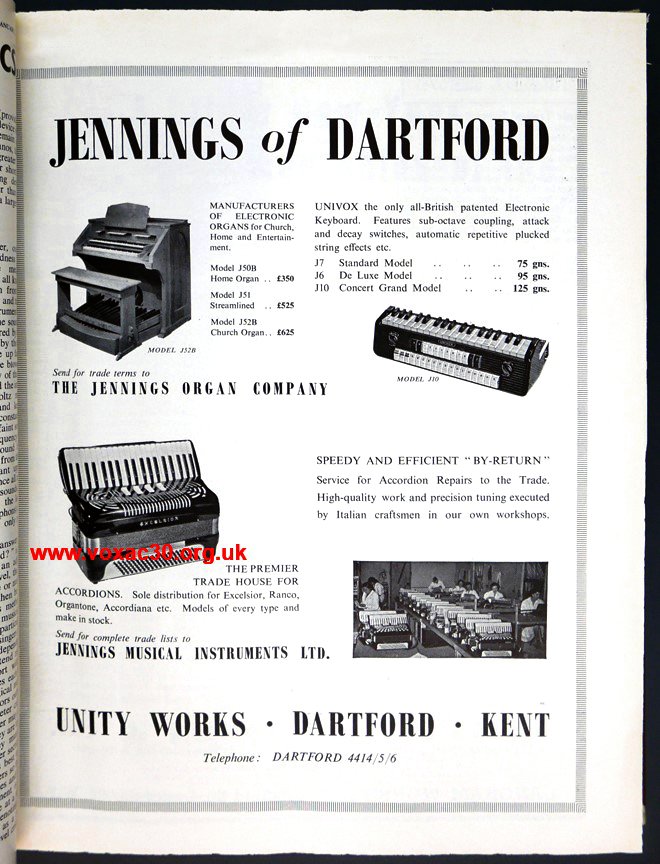 JENNINGS of DARTFORD
MANUFACTURERS
OF ELECTRONIC
ORGANS for Church,
Home and Entertain-
ment.
Model J50B
Home Organ .. £350
Model J51
Streamlined .. £525
Model J52B
Church Organ .. £625
MODEL J52B
Send for trade terms to
THE JENNINGS ORGAN COMPANY
UNIVOX the only all-British patented Electronic
Keyboard. Features sub-octave coupling, attack
and decay switches, automatic repetitive plucked
string effects etc.
J7 Standard Model .. .. .. 75 gns.
J6 De Luxe Model .. .. .. 95 gns.
J10 Concert Grand Model .. .. 125 gns.
MODEL J10
EXCELSIOR
www.voxac30.org.uk
THE PREMIER
TRADE HOUSE FOR
ACCORDIONS. Sole distribution for Excelsior, Ranco,
Organtone, Accordiana etc. Models of every type and
make in stock.
Send for complete trade lists to
JENNINGS MUSICAL INSTRUMENTS LTD.
SPEEDY AND EFFICIENT "BY-RETURN"
Service for Accordion Repairs to the Trade.
High-quality work and precision tuning executed
by Italian craftsmen in our own workshops.
UNITY WORKS · DARTFORD · KENT
Telephone: DARTFORD 4414/5/6